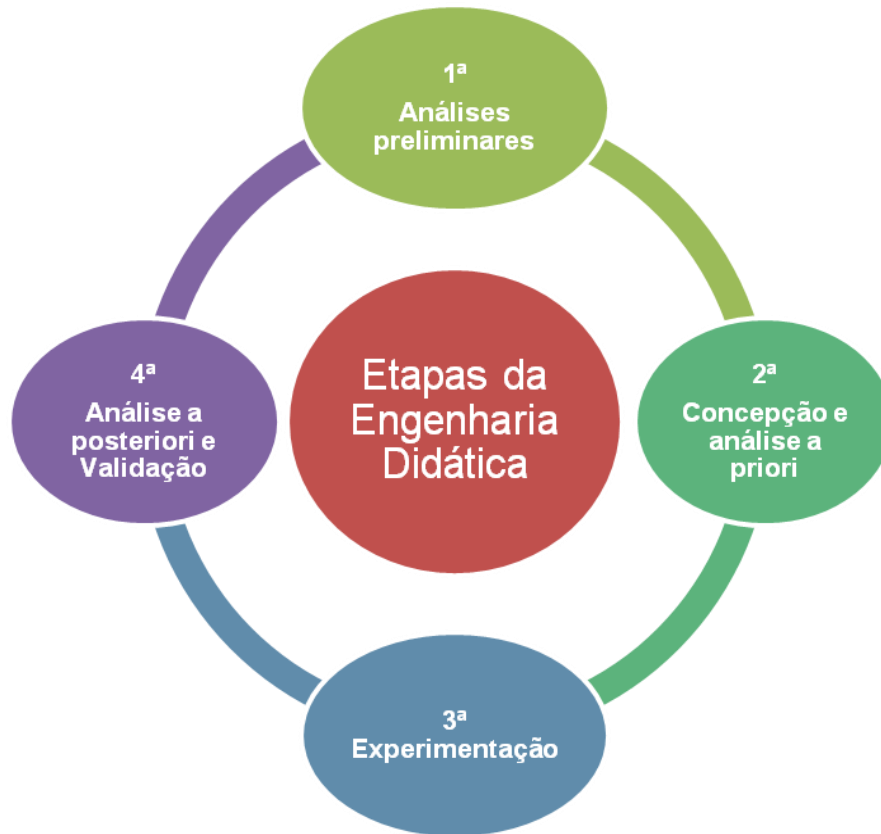 1ª
Análises
preliminares
Etapas da
Engenharia
Didática
2ª
Concepção e
análise a
priori
3ª
Experimentação
4ª
Análise a
posteriori e
Validação